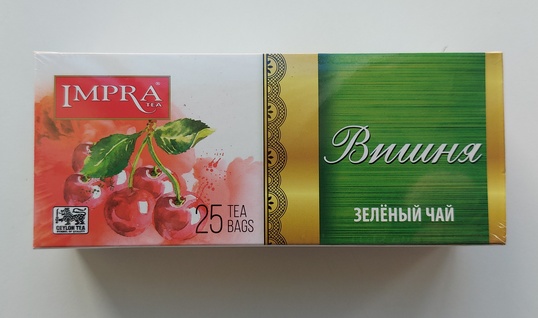 IMPRA
TEA
25 TEA
BAGS
CEYLON TEA
Вишня
ЗЕЛЁНЫЙ ЧАЙ